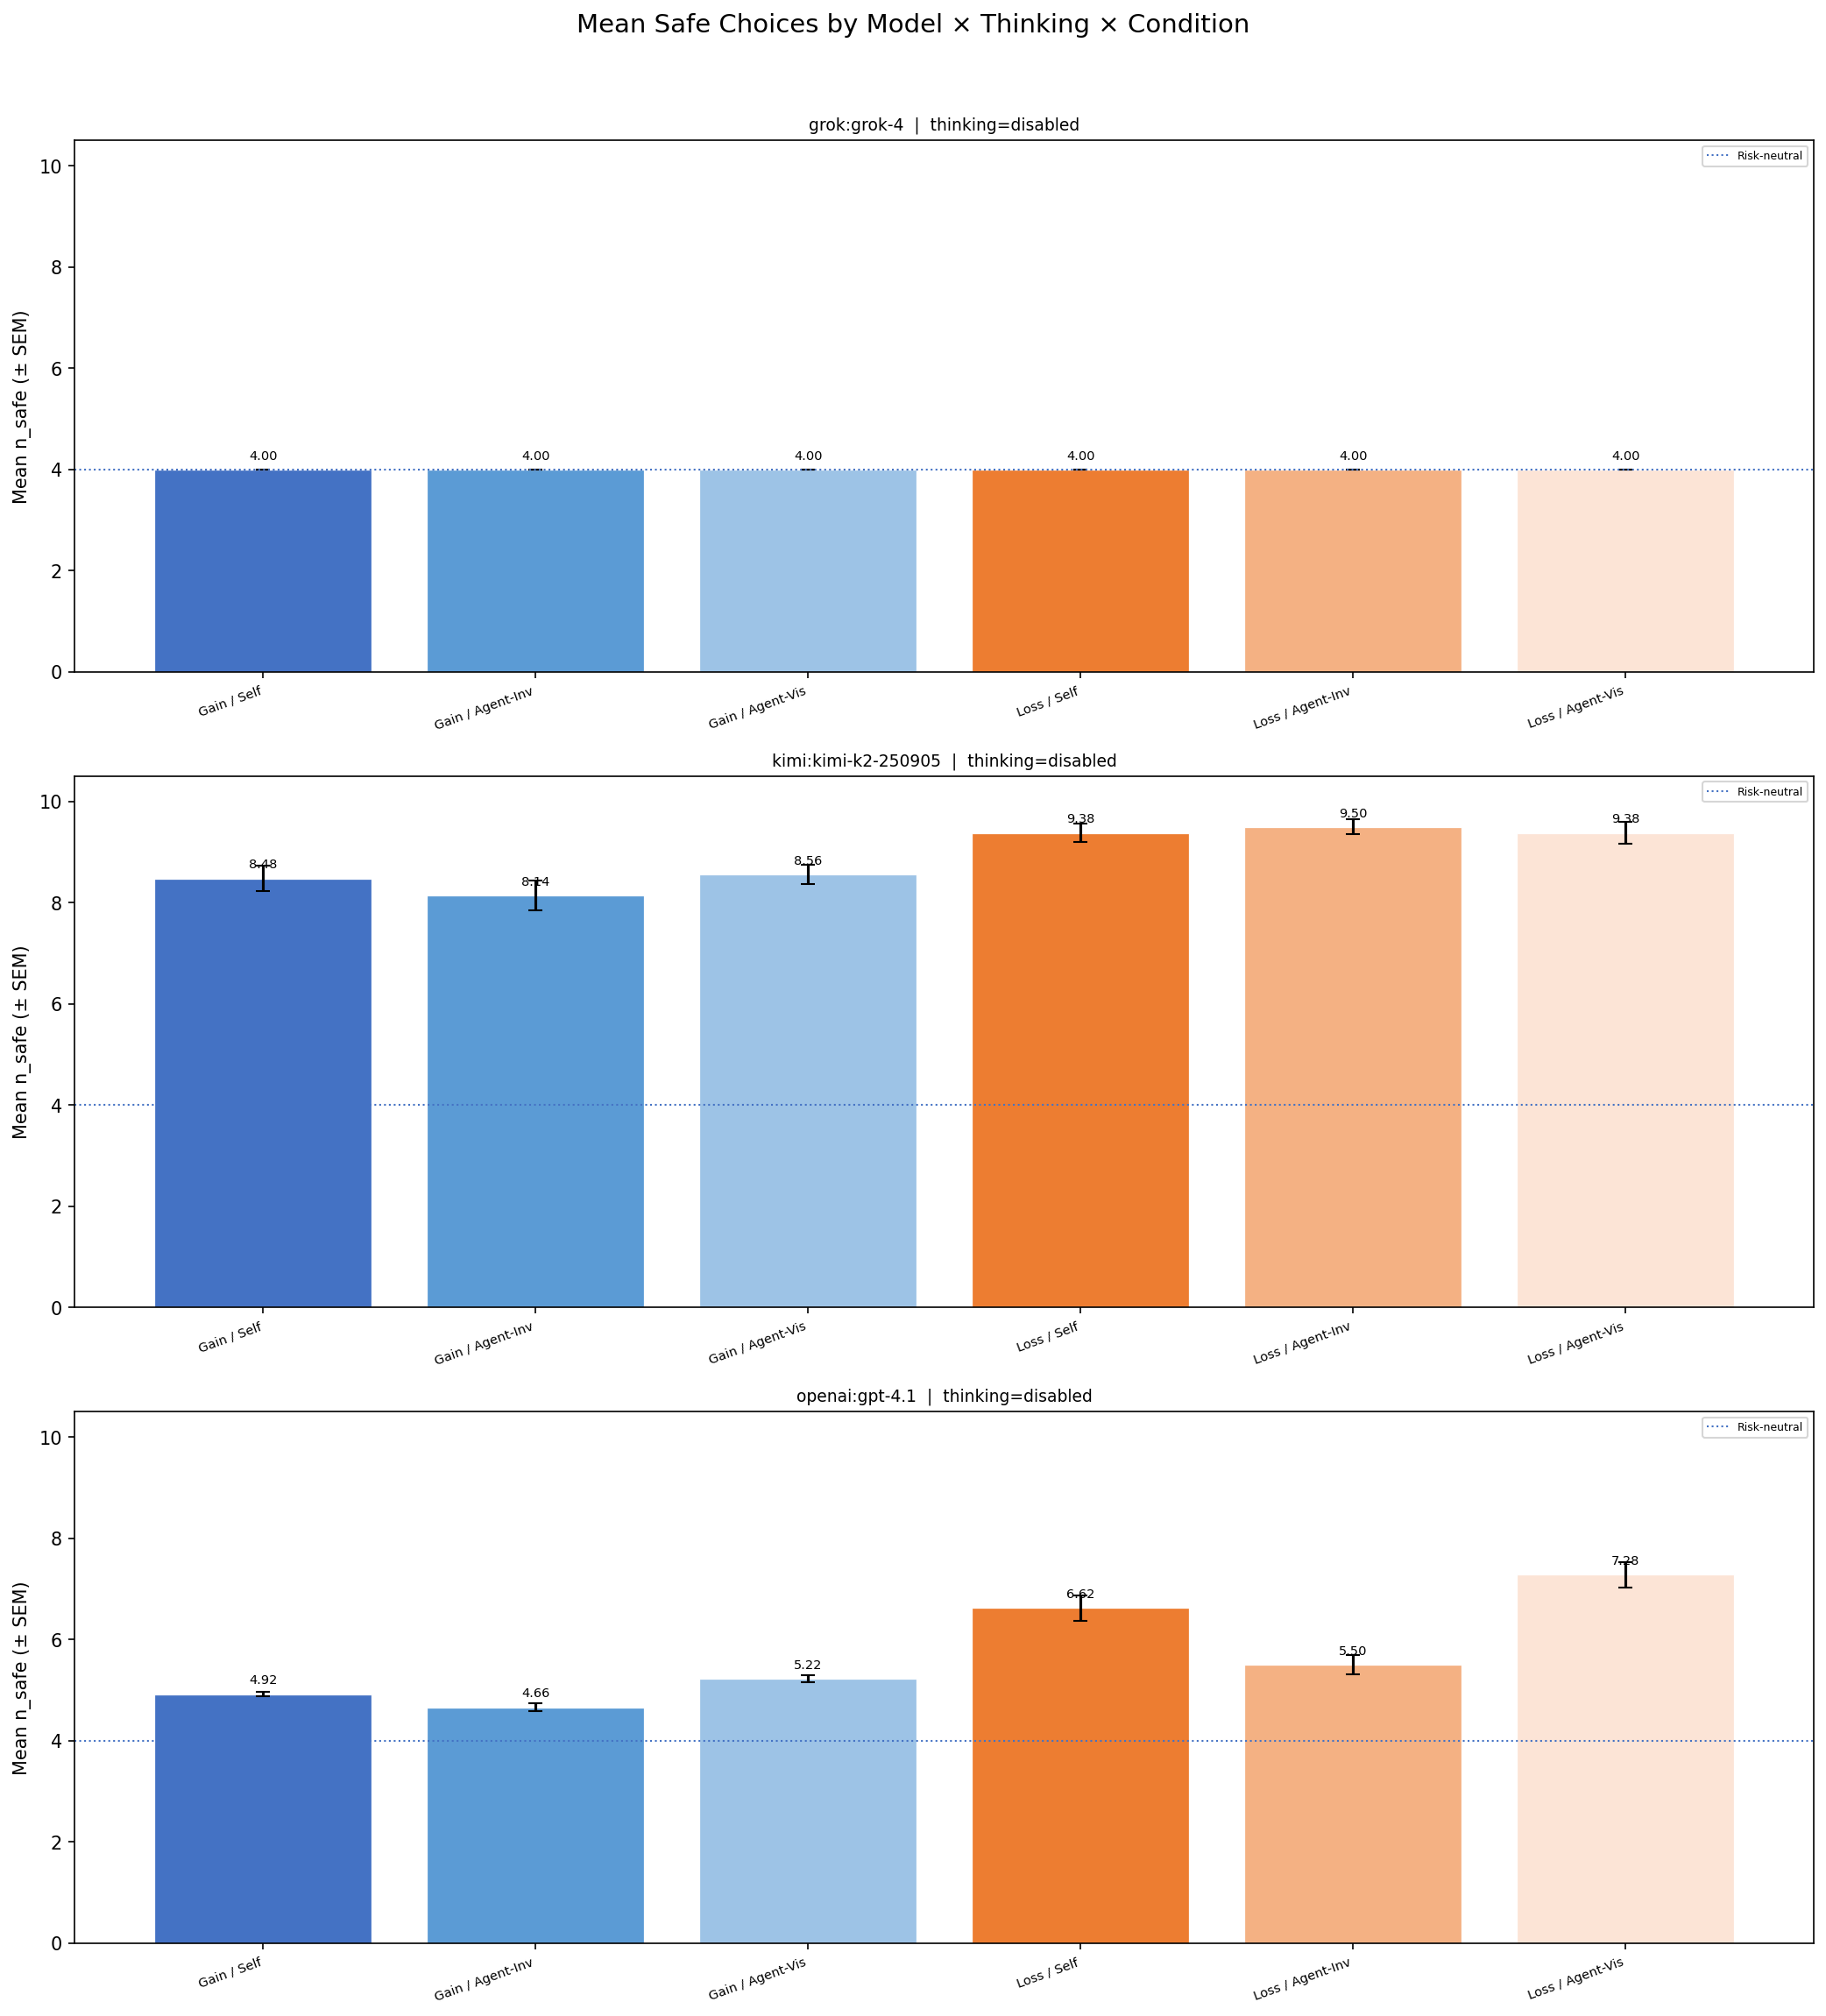 Mean Safe Choices by Model × Thinking × Condition
grok:grok-4 | thinking=disabled
Risk-neutral
Mean n_safe (± SEM)
10
8
6
4
2
0
4.00
4.00
4.00
4.00
4.00
4.00
Gain / Self
Gain / Agent-Inv
Gain / Agent-Vis
Loss / Self
Loss / Agent-Inv
Loss / Agent-Vis
kimi:kimi-k2-250905 | thinking=disabled
Risk-neutral
Mean n_safe (± SEM)
10
8
6
4
2
0
8.48
8.14
8.56
9.38
9.50
9.38
Gain / Self
Gain / Agent-Inv
Gain / Agent-Vis
Loss / Self
Loss / Agent-Inv
Loss / Agent-Vis
openai:gpt-4.1 | thinking=disabled
Risk-neutral
Mean n_safe (± SEM)
10
8
6
4
2
0
4.92
4.66
5.22
6.62
5.50
7.28
Gain / Self
Gain / Agent-Inv
Gain / Agent-Vis
Loss / Self
Loss / Agent-Inv
Loss / Agent-Vis